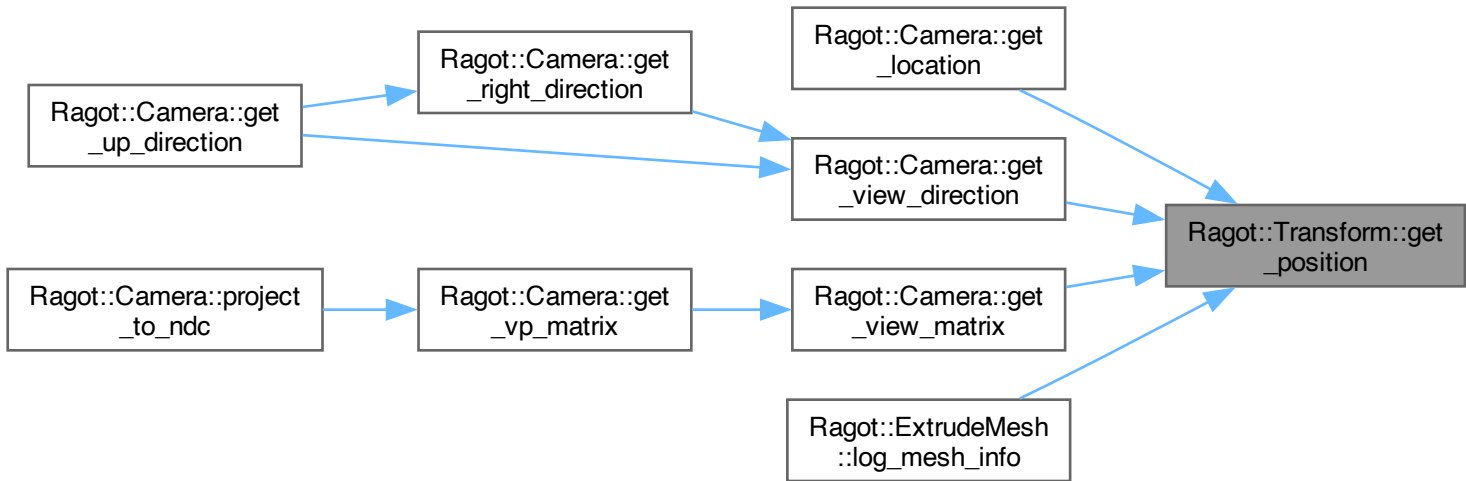 Ragot::Camera::get
_up_direction
Ragot::Camera::get
_right_direction
Ragot::Camera::get
_location
Ragot::Camera::get
_view_direction
Ragot::Transform::get
_position
Ragot::Camera::project
_to_ndc
Ragot::Camera::get
_vp_matrix
Ragot::Camera::get
_view_matrix
Ragot::ExtrudeMesh
::log_mesh_info